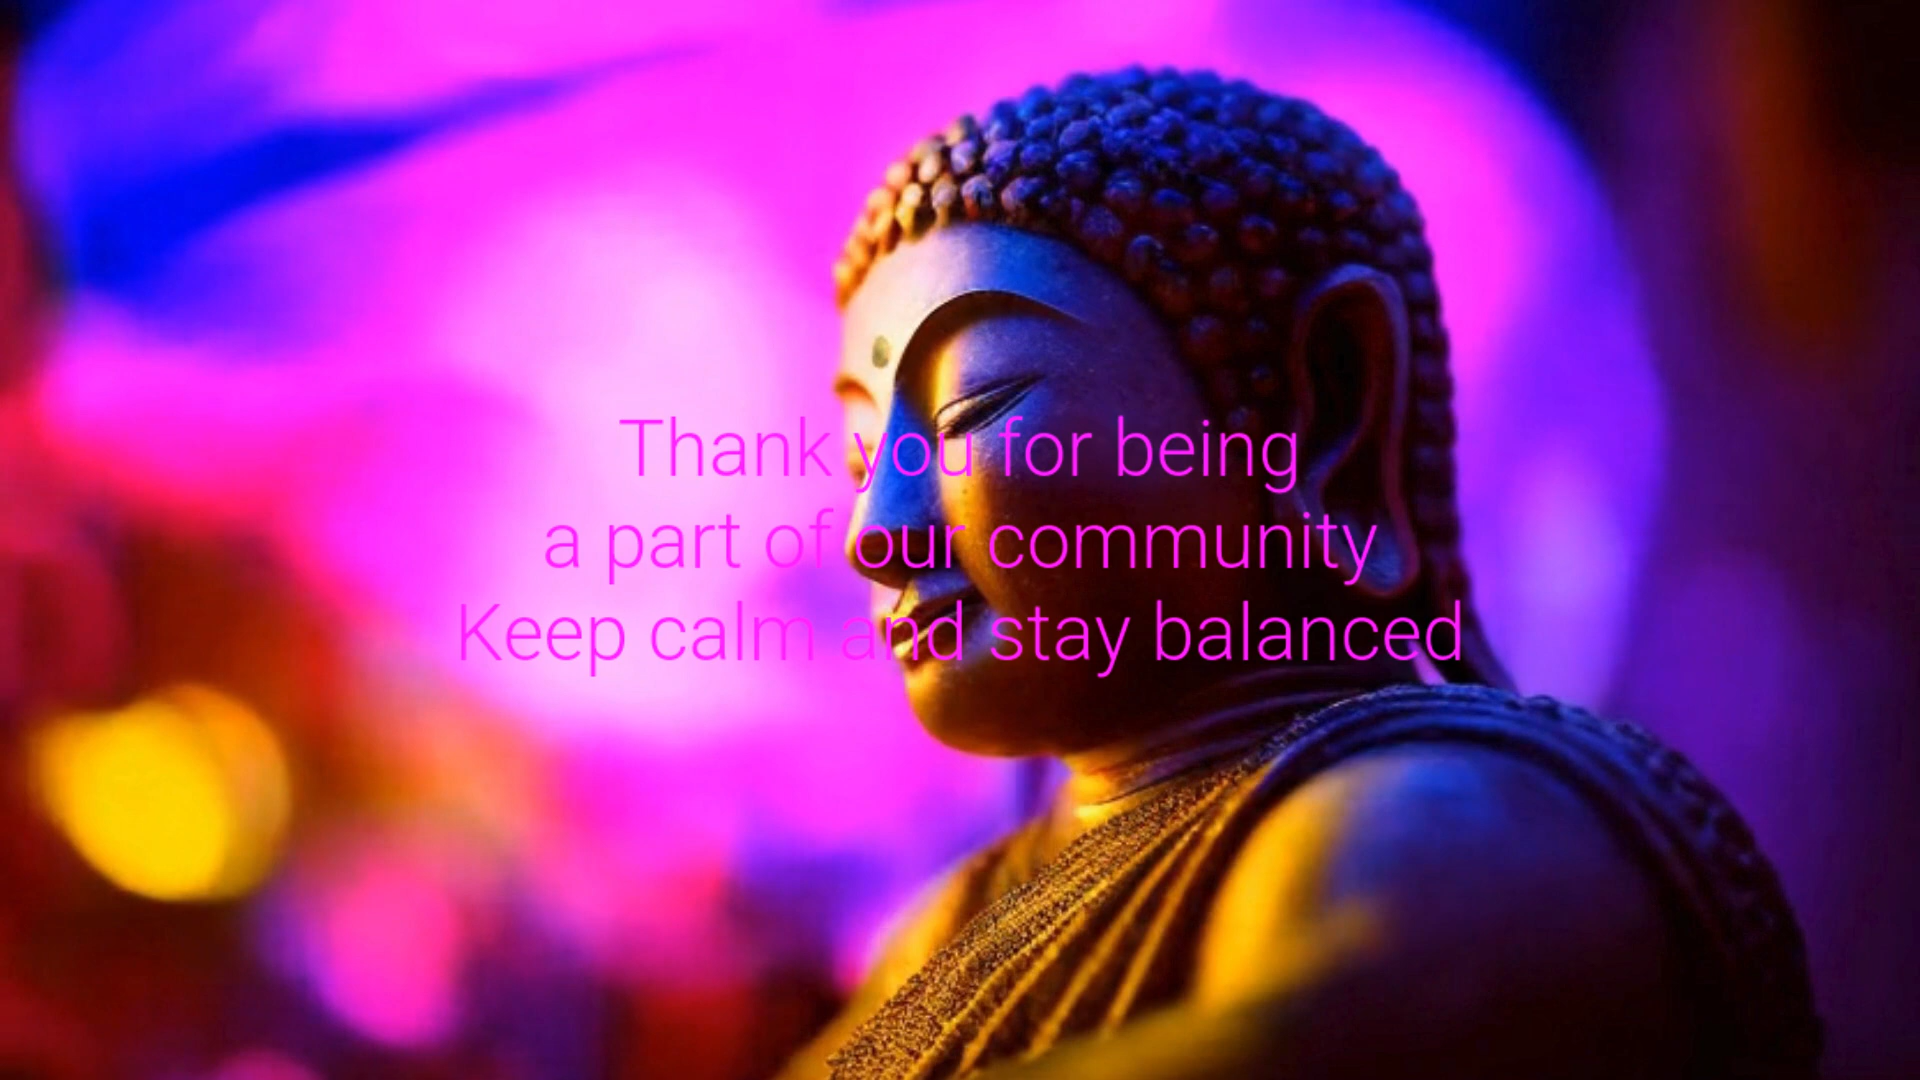 Thank you for being
a part of our community
Keep calm and stay balanced